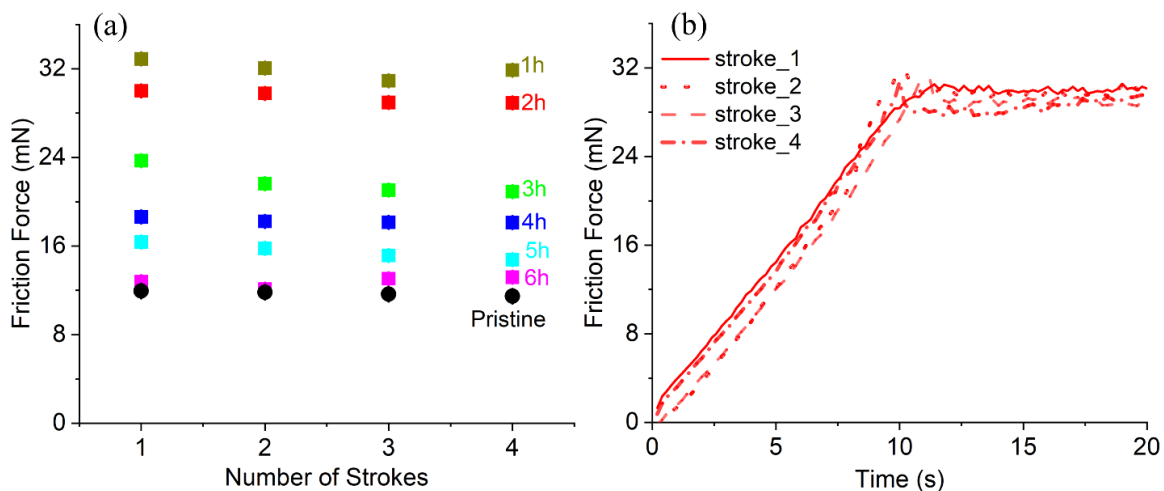 (a)
Friction Force (mN)
32
24
16
8
0
1h
2h
3h
4h
5h
6h
Pristine
1
2
3
4
Number of Strokes
(b)
stroke_1
stroke_2
stroke_3
stroke_4
Friction Force (mN)
32
24
16
8
0
0
5
10
15
20
Time (s)